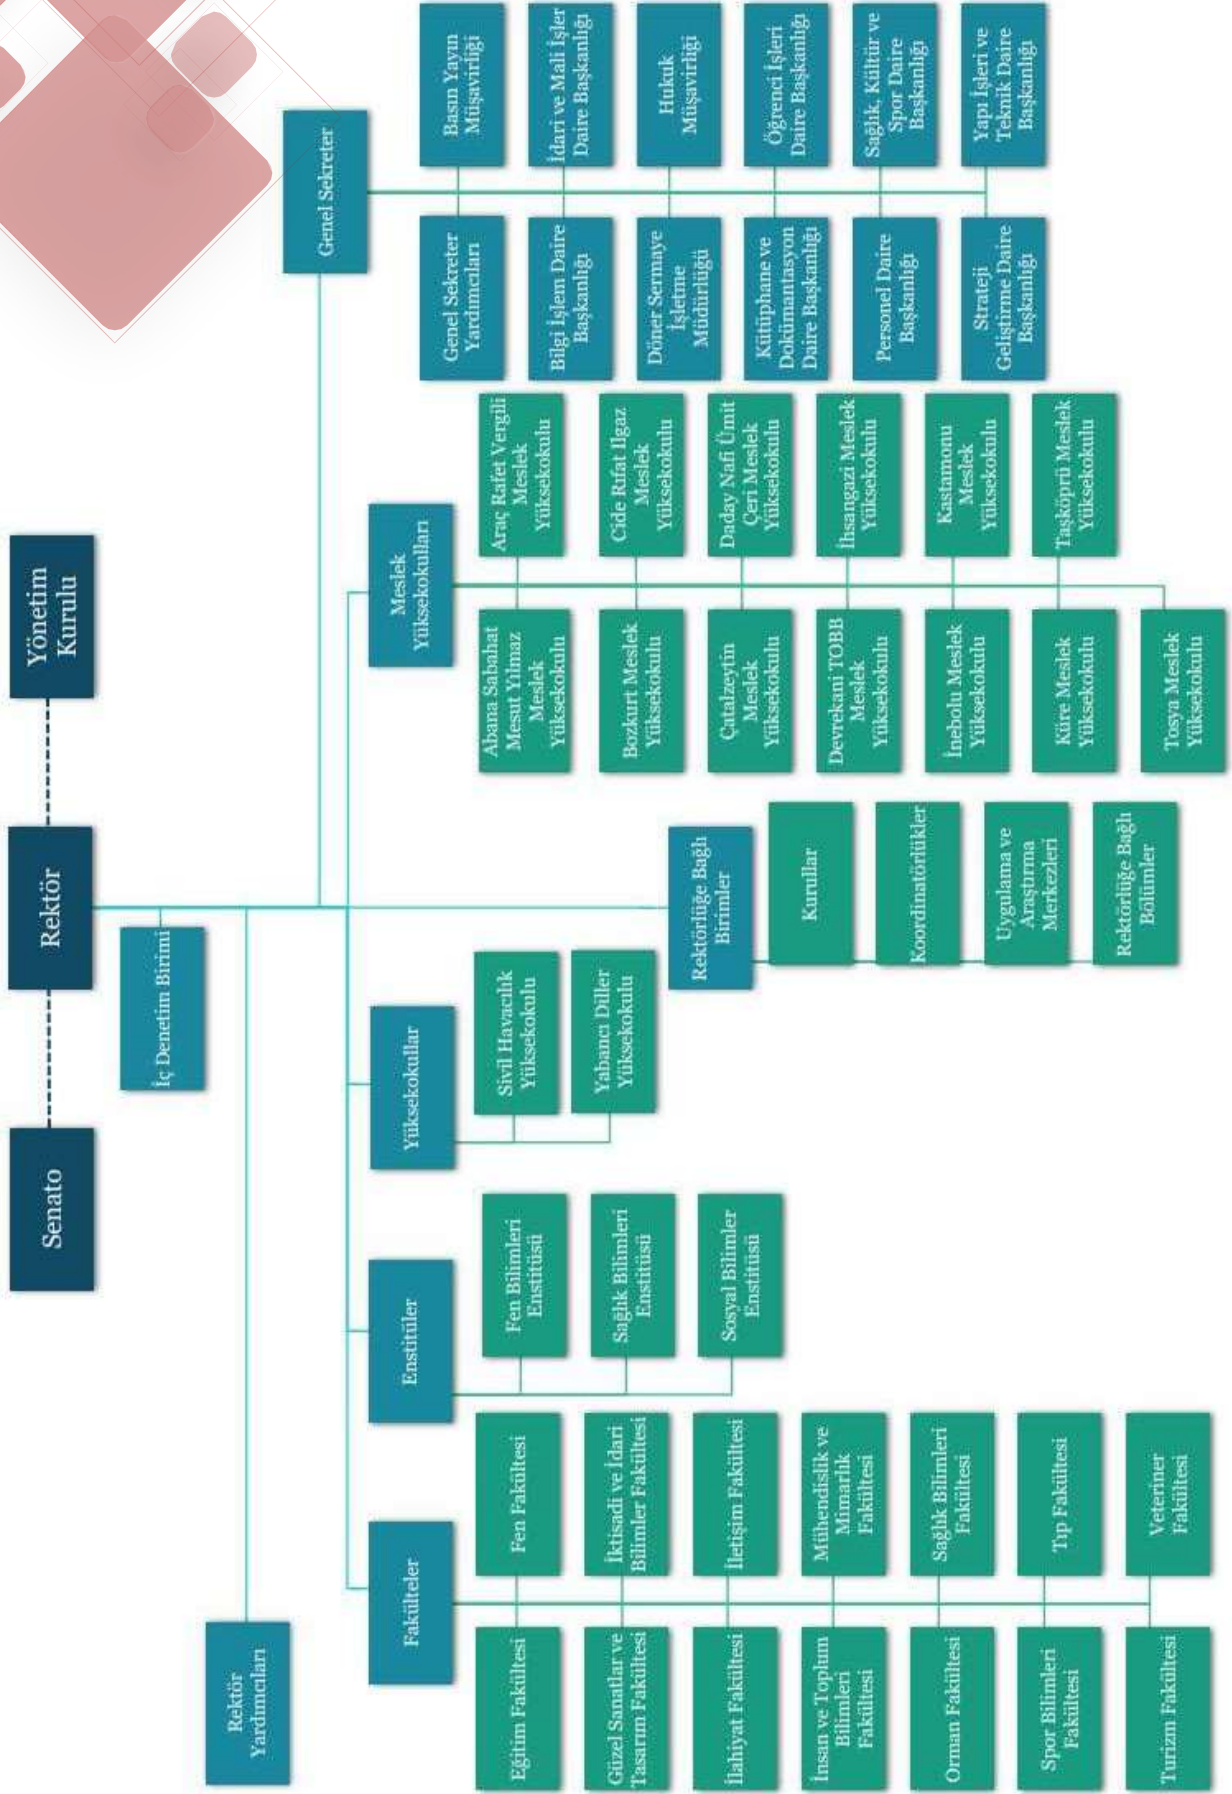 Senato
Rektör
Yönetim
Kurulu
İç Denetim Birimi
Rektör
Yardımcıları
Genel Sekreter
Fakülteler
Eğitim Fakültesi
Fen Fakültesi
Güzel Sanatlar ve
Tasarım Fakültesi
İktisadi ve İdari
Bilimler Fakültesi
İlahiyat Fakültesi
İletişim Fakültesi
İnsan ve Toplum
Bilimleri
Fakültesi
Mühendislik ve
Mimarlık
Fakültesi
Orman Fakültesi
Sağlık Bilimleri
Fakültesi
Spor Bilimleri
Fakültesi
Tıp Fakültesi
Turizm Fakültesi
Veteriner
Fakültesi
Enstitüler
Fen Bilimleri
Enstitüsü
Sağlık Bilimleri
Enstitüsü
Sosyal Bilimler
Enstitüsü
Yüksekokullar
Sivil Havacılık
Yüksekokulu
Yabancı Diller
Yüksekokulu
Rektörlüğe Bağlı
Birimler
Kurullar
Koordinatörlükler
Uygulama ve
Araştırma
Merkezleri
Rektörlüğe Bağlı
Bölümler
Meslek
Yüksekokulları
Abana Sabahat
Mesut Yılmaz
Meslek
Yüksekokulu
Araç Rafet Vergili
Meslek
Yüksekokulu
Bozkurt Meslek
Yüksekokulu
Cide Rıfat Ilgaz
Meslek
Yüksekokulu
Çatalzeytin
Meslek
Yüksekokulu
Daday Nafi Ümit
Çeri Meslek
Yüksekokulu
Devrekani TOBB
Meslek
Yüksekokulu
İhsangazi Meslek
Yüksekokulu
İnebolu Meslek
Yüksekokulu
Kastamonu
Meslek
Yüksekokulu
Küre Meslek
Yüksekokulu
Taşköprü Meslek
Yüksekokulu
Tosya Meslek
Yüksekokulu
Genel Sekreter
Yardımcıları
Basın Yayın
Müşavirliği
Bilgi İşlem Daire
Başkanlığı
İdari ve Mali İşler
Daire Başkanlığı
Döner Sermaye
İşletme
Müdürlüğü
Hukuk
Müşavirliği
Kütüphane ve
Dokümantasyon
Daire Başkanlığı
Öğrenci İşleri
Daire Başkanlığı
Personel Daire
Başkanlığı
Sağlık, Kültür ve
Spor Daire
Başkanlığı
Strateji
Geliştirme Daire
Başkanlığı
Yapı İşleri ve
Teknik Daire
Başkanlığı